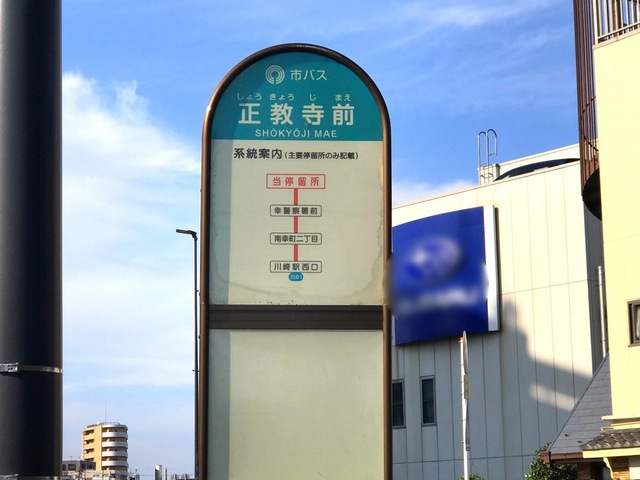 市バス
しょう きょう じ まえ
正教寺前
SHŌKYŌJI MAE
系統案内(主要停留所のみ記載)
当停留所
幸警察署前
南幸町二丁目
川崎駅西口